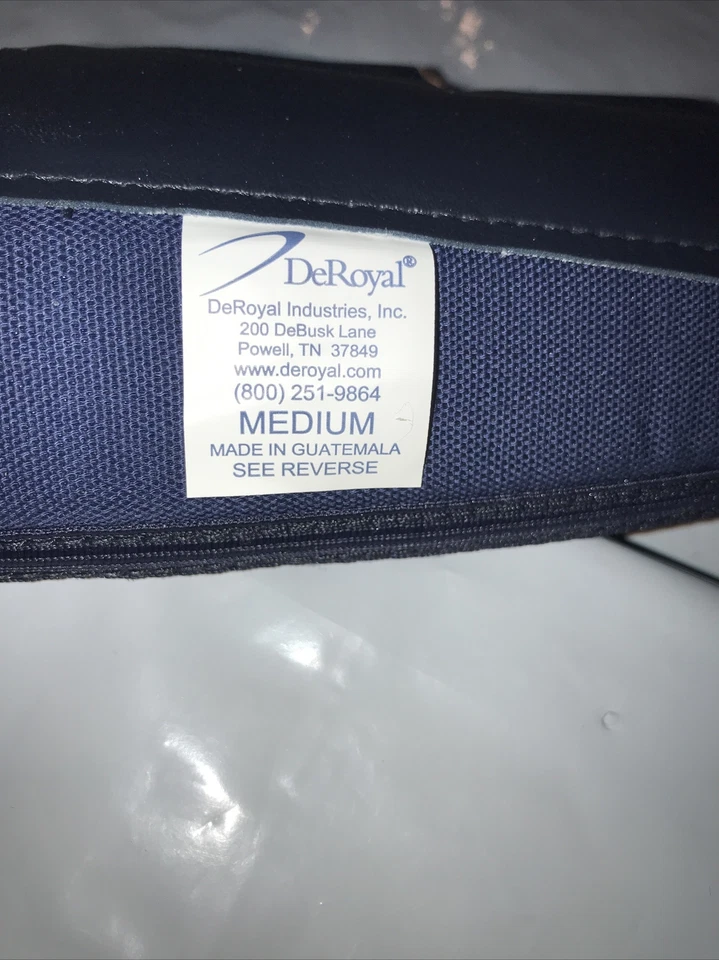 DeRoyal®
DeRoyal Industries, Inc.
200 DeBusk Lane
Powell, TN 37849
www.deroyal.com
(800) 251-9864
MEDIUM
MADE IN GUATEMALA
SEE REVERSE